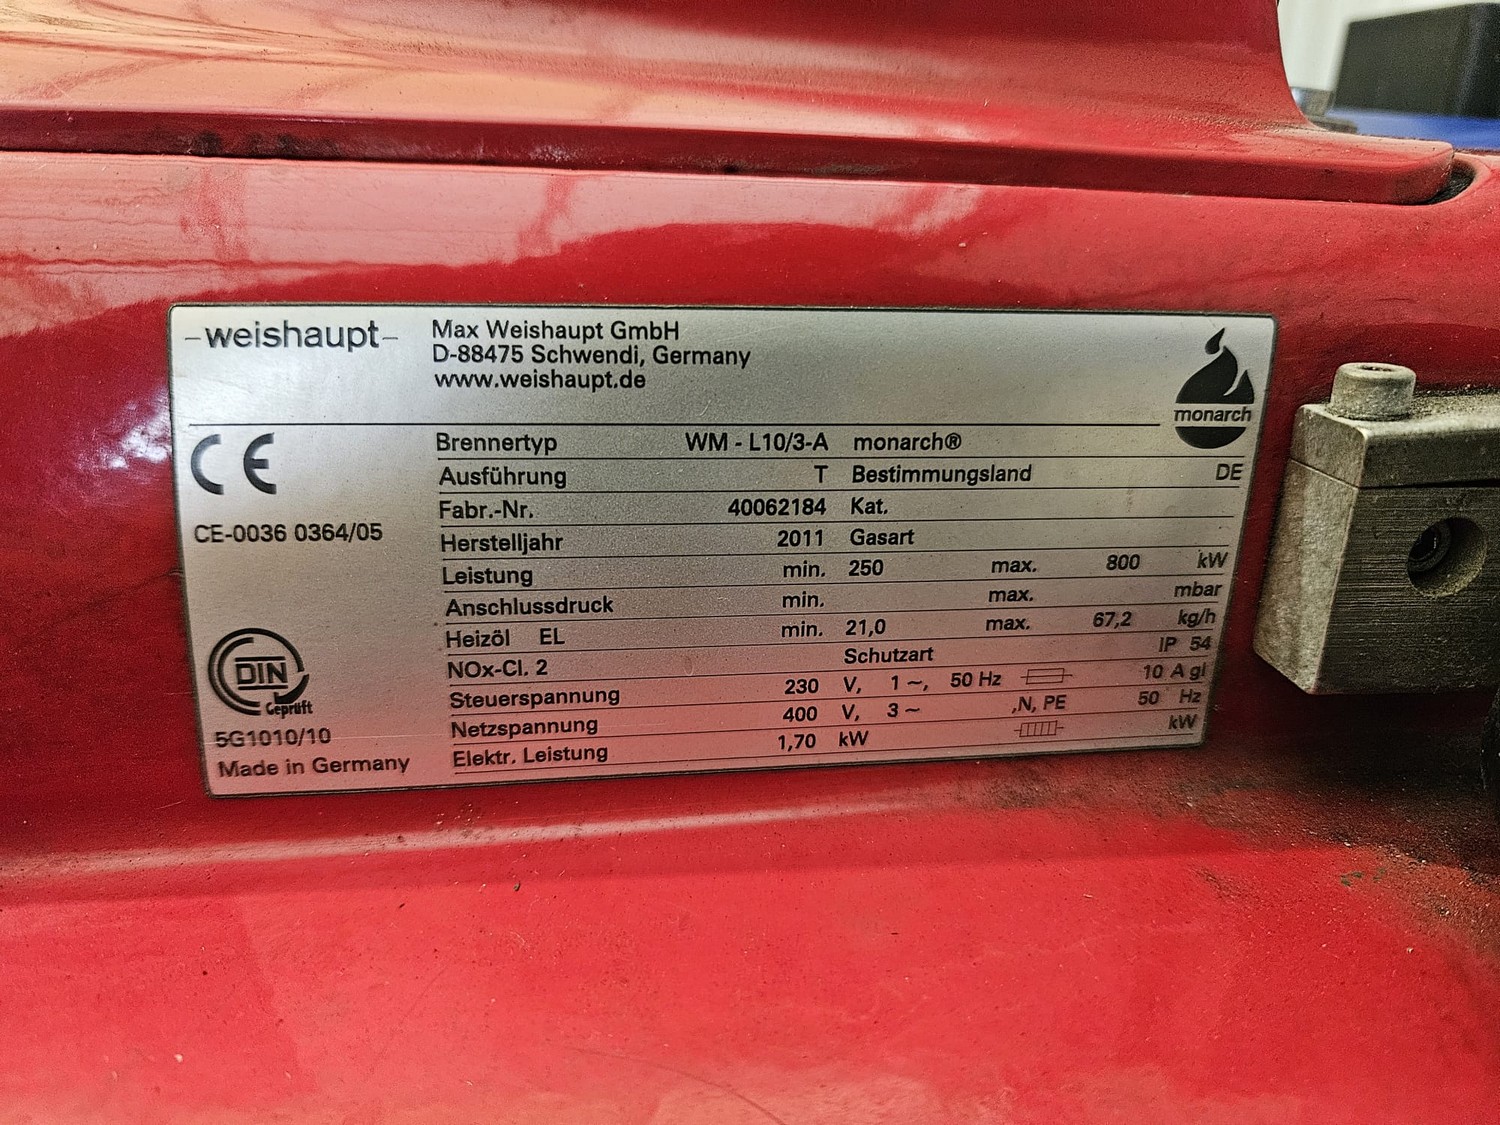 -weishaupt-
Max Weishaupt GmbH
D-88475 Schwendi, Germany
www.weishaupt.de
monarch
CE
CE-0036 0364/05
DIN
Geprüft
5G1010/10
Made in Germany
Brennertyp WM - L10/3-A monarch®
Ausführung T Bestimmungsland DE
Fabr.-Nr. 40062184 Kat.
Herstelljahr 2011 Gasart
Leistung min. 250 max. 800 kW
Anschlussdruck min. max. mbar
Heizöl EL min. 21,0 max. 67,2 kg/h
NOx-Cl. 2 Schutzart IP 54
Steuerspannung 230 V, 1 ~, 50 Hz 10 A gl
Netzspannung 400 V, 3 ~ ,N, PE 50 Hz
Elektr. Leistung 1,70 kW kW